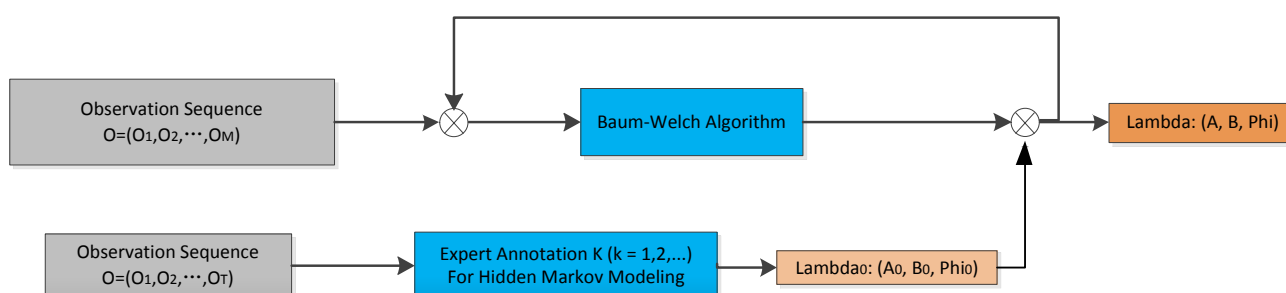 Observation Sequence
O=(O1,O2,⋯,OM)
Baum-Welch Algorithm
Lambda: (A, B, Phi)
Observation Sequence
O=(O1,O2,⋯,OT)
Expert Annotation K (k = 1,2,...)
For Hidden Markov Modeling
Lambda0: (A0, B0, Phi0)